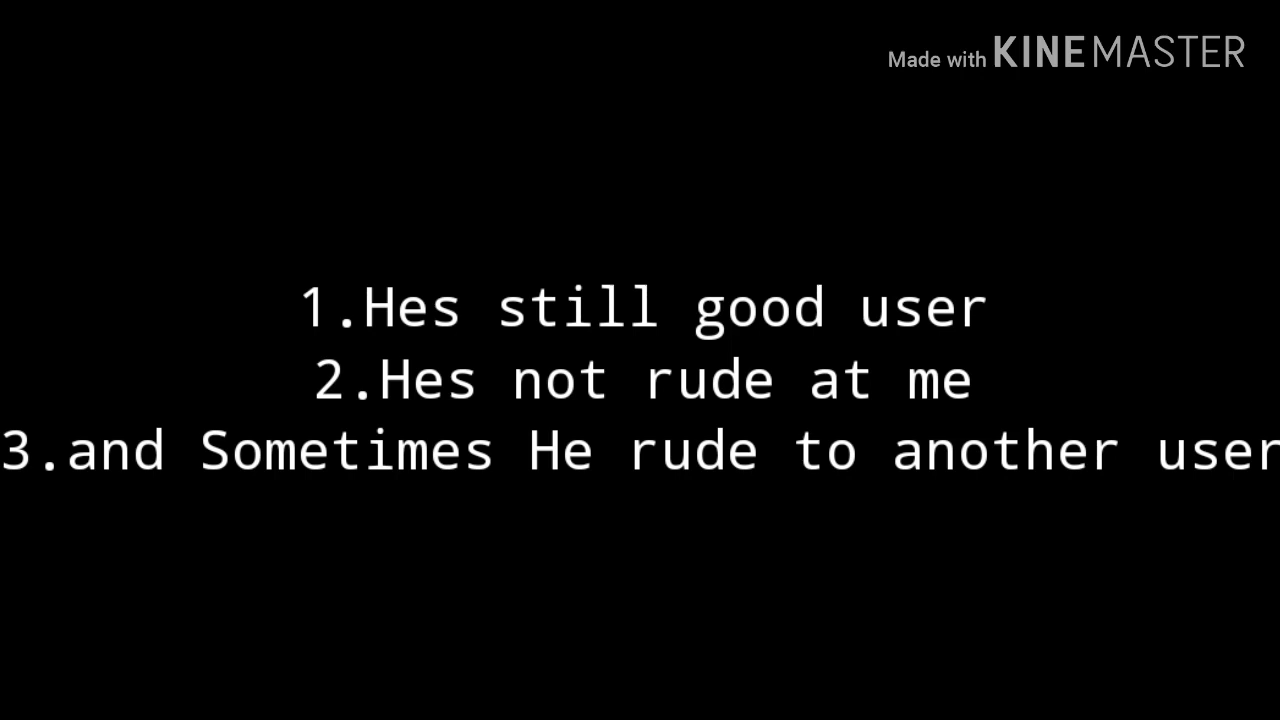 Made with KINEMASTER
1.Hes still good user
2.Hes not rude at me
3.and Sometimes He rude to another user